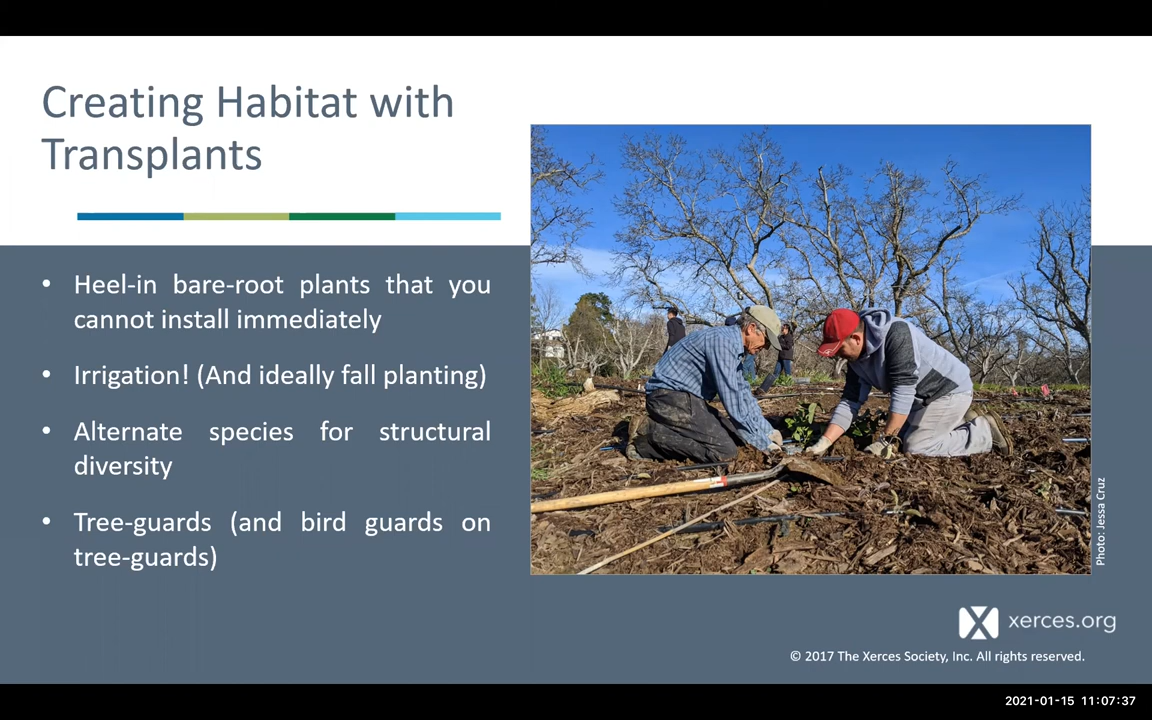 Creating Habitat with
Transplants
• Heel-in bare-root plants that you
cannot install immediately
• Irrigation! (And ideally fall planting)
• Alternate species for structural
diversity
• Tree-guards (and bird guards on
tree-guards)
Photo: Jessa Cruz
xerces.org
© 2017 The Xerces Society, Inc. All rights reserved.
2021-01-15 11:07:37